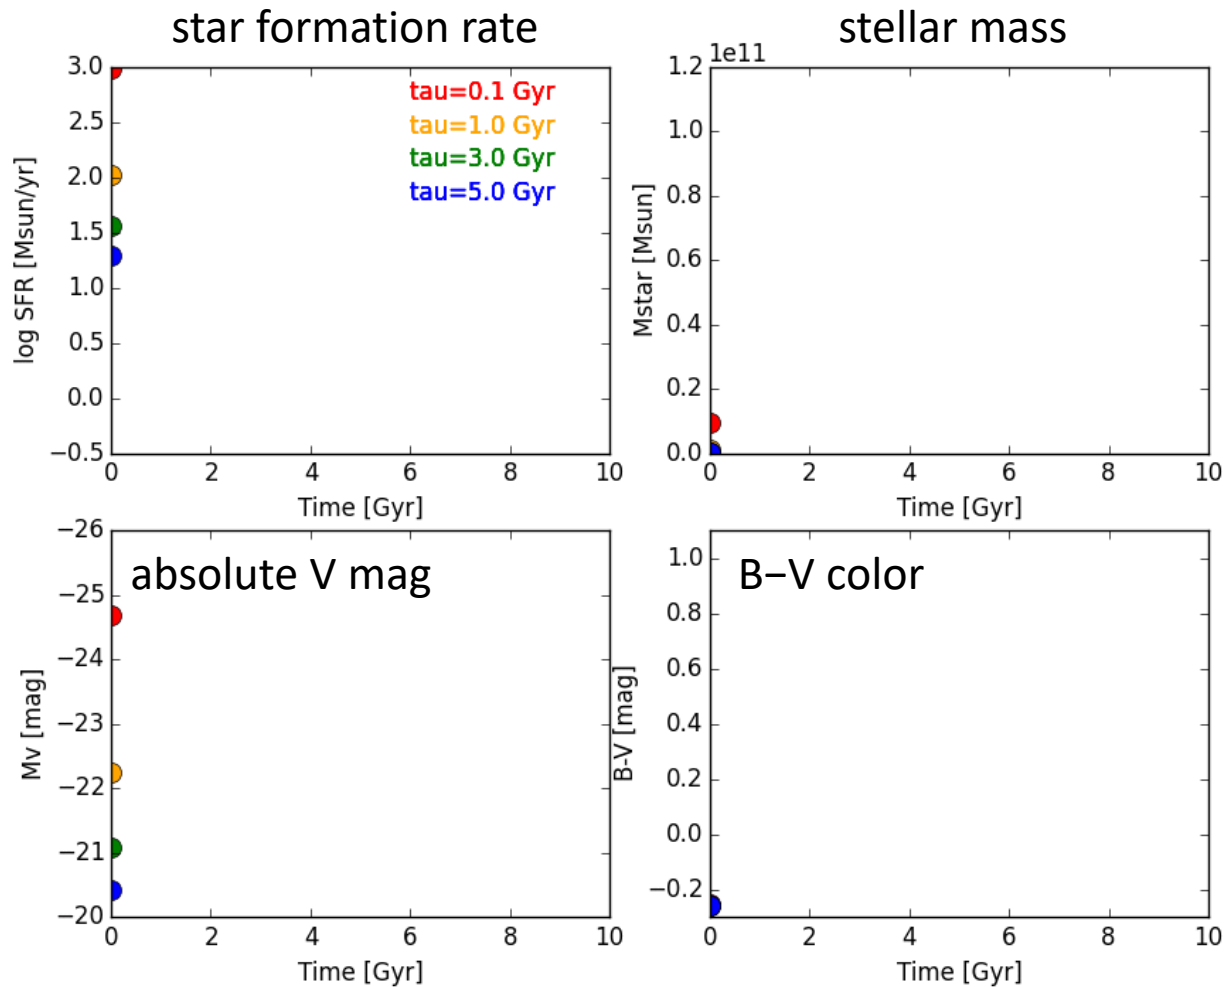 star formation rate
3.0
2.5
2.0
1.5
1.0
0.5
0.0
−0.5
log SFR [Msun/yr]
tau=0.1 Gyr
tau=1.0 Gyr
tau=3.0 Gyr
tau=5.0 Gyr
0 2 4 6 8 10
Time [Gyr]
stellar mass
1e11
1.2
1.0
0.8
0.6
0.4
0.2
0.0
Mstar [Msun]
0 2 4 6 8 10
Time [Gyr]
absolute V mag
−26
−25
−24
−23
−22
−21
−20
Mv [mag]
0 2 4 6 8 10
Time [Gyr]
B−V color
1.0
0.8
0.6
0.4
0.2
0.0
−0.2
B-V [mag]
0 2 4 6 8 10
Time [Gyr]